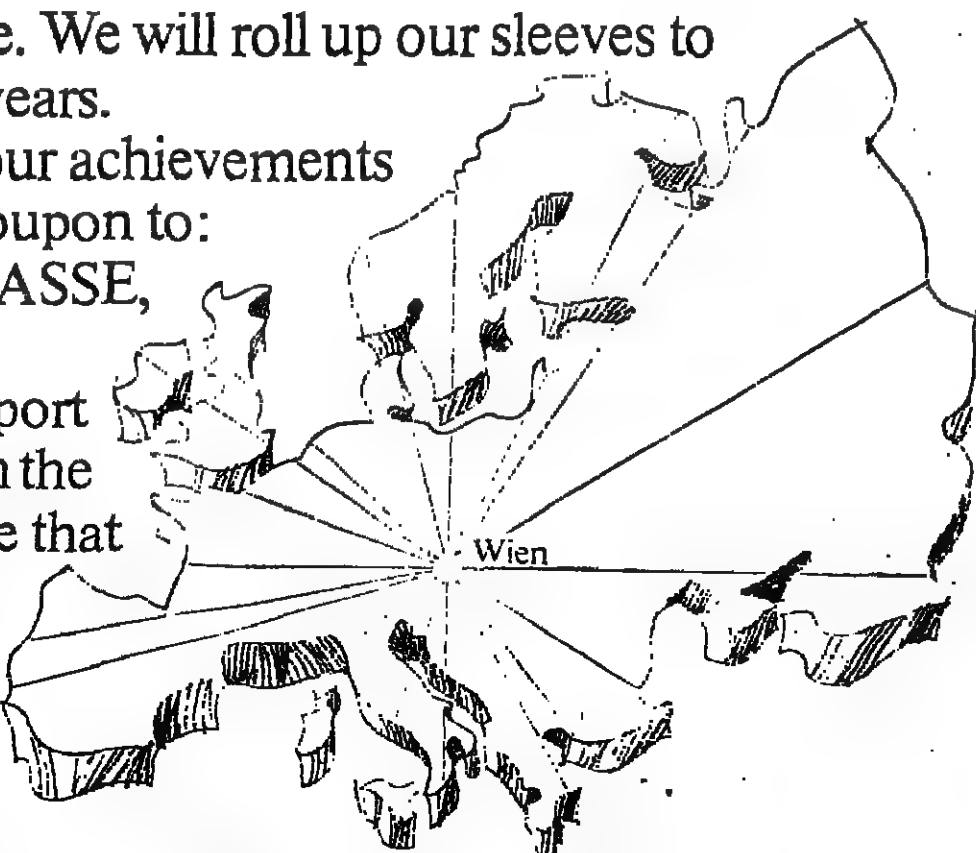 e. We will roll up our sleeves to
years.
our achievements
oupon to:
ASSE,
port
n the
e that
Wien